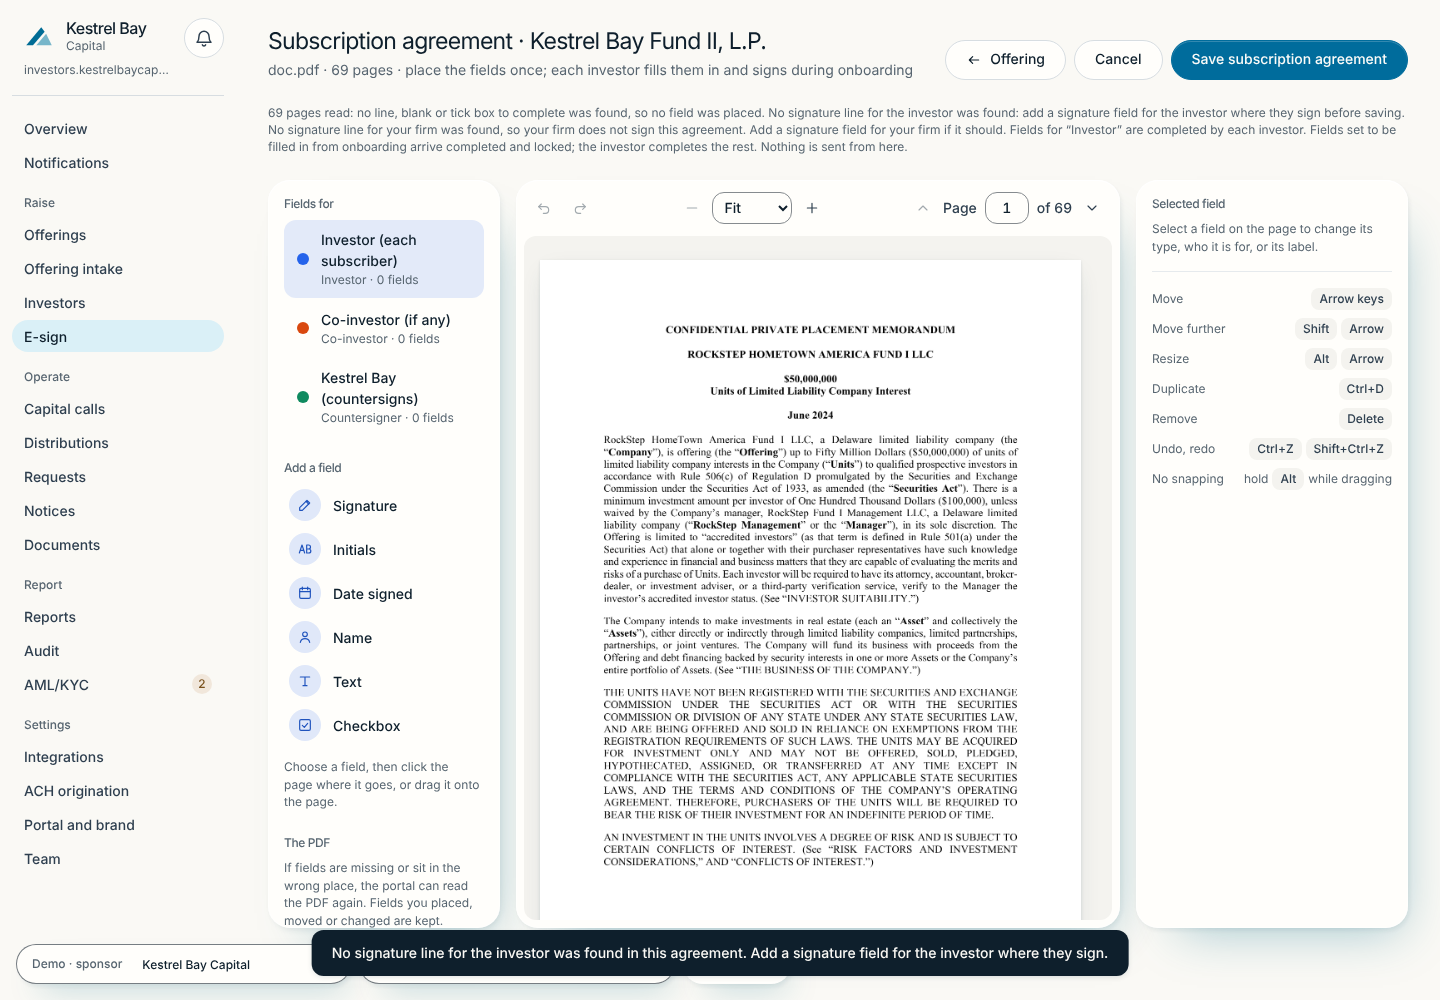 Kestrel Bay
Capital
investors.kestrelbaycap...
Overview
Notifications
Raise
Offerings
Offering intake
Investors
E-sign
Operate
Capital calls
Distributions
Requests
Notices
Documents
Report
Reports
Audit
AML/KYC
2
Settings
Integrations
ACH origination
Portal and brand
Team
Subscription agreement · Kestrel Bay Fund II, L.P.
doc.pdf · 69 pages · place the fields once; each investor fills them in and signs during onboarding
← Offering
Cancel
Save subscription agreement
69 pages read: no line, blank or tick box to complete was found, so no field was placed. No signature line for the investor was found: add a signature field for the investor where they sign before saving.
No signature line for your firm was found, so your firm does not sign this agreement. Add a signature field for your firm if it should. Fields for “Investor” are completed by each investor. Fields set to be
filled in from onboarding arrive completed and locked; the investor completes the rest. Nothing is sent from here.
Fields for
Investor (each
subscriber)
Investor · 0 fields
Co-investor (if any)
Co-investor · 0 fields
Kestrel Bay
(countersigns)
Countersigner · 0 fields
Add a field
Signature
AB Initials
Date signed
Name
Text
Checkbox
Choose a field, then click the
page where it goes, or drag it onto
the page.
The PDF
If fields are missing or sit in the
wrong place, the portal can read
the PDF again. Fields you placed,
moved or changed are kept.
Fit
Page 1 of 69
CONFIDENTIAL PRIVATE PLACEMENT MEMORANDUM
ROCKSTEP HOMETOWN AMERICA FUND I LLC
$50,000,000
Units of Limited Liability Company Interest
June 2024
RockStep HomeTown America Fund I LLC, a Delaware limited liability company (the
“Company”), is offering (the “Offering”) up to Fifty Million Dollars ($50,000,000) of units of
limited liability company interests in the Company (“Units”) to qualified prospective investors in
accordance with Rule 506(c) of Regulation D promulgated by the Securities and Exchange
Commission under the Securities Act of 1933, as amended (the “Securities Act”). There is a
minimum investment amount per investor of One Hundred Thousand Dollars ($100,000), unless
waived by the Company’s manager, RockStep Fund I Management LLC, a Delaware limited
liability company (“RockStep Management” or the “Manager”), in its sole discretion. The
Offering is limited to “accredited investors” (as that term is defined in Rule 501(a) under the
Securities Act) that alone or together with their purchaser representatives have such knowledge
and experience in financial and business matters that they are capable of evaluating the merits and
risks of a purchase of Units. Each investor will be required to have its attorney, accountant, broker-
dealer, or investment adviser, or a third-party verification service, verify to the Manager the
investor’s accredited investor status. (See “INVESTOR SUITABILITY.”)
The Company intends to make investments in real estate (each an “Asset” and collectively the
“Assets”), either directly or indirectly through limited liability companies, limited partnerships,
partnerships, or joint ventures. The Company will fund its business with proceeds from the
Offering and debt financing backed by security interests in one or more Assets or the Company’s
entire portfolio of Assets. (See “THE BUSINESS OF THE COMPANY.”)
THE UNITS HAVE NOT BEEN REGISTERED WITH THE SECURITIES AND EXCHANGE
COMMISSION UNDER THE SECURITIES ACT OR WITH THE SECURITIES
COMMISSION OR DIVISION OF ANY STATE UNDER ANY STATE SECURITIES LAW,
AND ARE BEING OFFERED AND SOLD IN RELIANCE ON EXEMPTIONS FROM THE
REGISTRATION REQUIREMENTS OF SUCH LAWS. THE UNITS MAY BE ACQUIRED
FOR INVESTMENT ONLY AND MAY NOT BE OFFERED, SOLD, PLEDGED,
HYPOTHECATED, ASSIGNED, OR TRANSFERRED AT ANY TIME EXCEPT IN
COMPLIANCE WITH THE SECURITIES ACT, ANY APPLICABLE STATE SECURITIES
LAWS, AND THE TERMS AND CONDITIONS OF THE COMPANY’S OPERATING
AGREEMENT. THEREFORE, PURCHASERS OF THE UNITS WILL BE REQUIRED TO
BEAR THE RISK OF THEIR INVESTMENT FOR AN INDEFINITE PERIOD OF TIME.
AN INVESTMENT IN THE UNITS INVOLVES A DEGREE OF RISK AND IS SUBJECT TO
CERTAIN CONFLICTS OF INTEREST. (See “RISK FACTORS AND INVESTMENT
CONSIDERATIONS,” AND “CONFLICTS OF INTEREST.”)
Selected field
Select a field on the page to change its
type, who it is for, or its label.
Move Arrow keys
Move further Shift Arrow
Resize Alt Arrow
Duplicate Ctrl+D
Remove Delete
Undo, redo Ctrl+Z Shift+Ctrl+Z
No snapping hold Alt while dragging
Demo · sponsor Kestrel Bay Capital
No signature line for the investor was found in this agreement. Add a signature field for the investor where they sign.